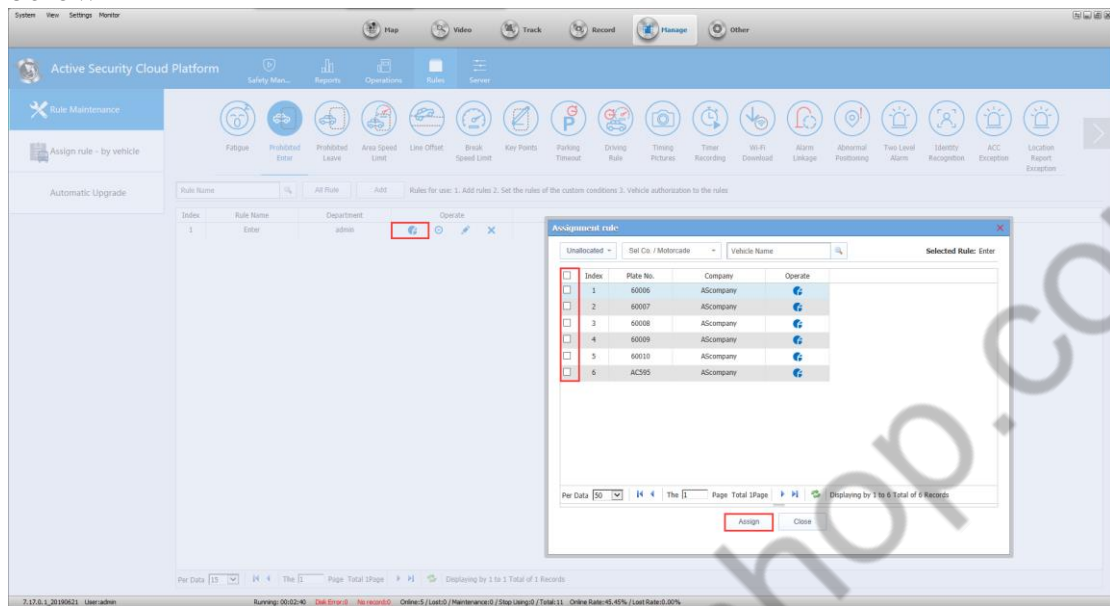 System View Settings Monitor
Map Video Track Record Manage Other
Active Security Cloud Platform
Safety Man... Reports Operations Rules Server
Rule Maintenance
Assign rule - by vehicle
Automatic Upgrade
Fatigue Prohibited Enter Prohibited Leave Area Speed Limit Line Offset Break Speed Limit Key Points Parking Timeout Driving Rule Timing Pictures Timer Recording Wi-Fi Download Alarm Linkage Abnormal Positioning Two Level Alarm Identity Recognition ACC Exception Location Report Exception
Rule Name All Rule Add Rules for use: 1. Add rules 2. Set the rules of the custom conditions 3. Vehicle authorization to the rules
Index Rule Name Department Operate
1 Enter admin
Assignment rule
Unallocated Sel Co. / Motorcade Vehicle Name Selected Rule: Enter
Index Plate No. Company Operate
1 60006 AScompany
2 60007 AScompany
3 60008 AScompany
4 60009 AScompany
5 60010 AScompany
6 AC595 AScompany
Per Data 50 The 1 Page Total 1Page Displaying by 1 to 6 Total of 6 Records
Assign Close
Per Data 15 The 1 Page Total 1Page Displaying by 1 to 1 Total of 1 Records
7.17.0.1_20190621 User:admin Running: 00:02:40 Disk Error:0 No record:0 Online:5 /Lost:0 /Maintenance:0 /Stop Using:0 /Total:11 Online Rate:45.45% /Lost Rate:0.00%